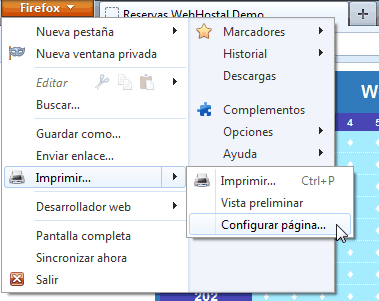 Firefox
Reservas WebHostal Demo
Nueva pestaña
Nueva ventana privada
Editar
Buscar...
Guardar como...
Enviar enlace...
Imprimir...
Desarrollador web
Pantalla completa
Sincronizar ahora
Salir
Marcadores
Historial
Descargas
Complementos
Opciones
Ayuda
Imprimir... Ctrl+P
Vista preliminar
Configurar página...
W
4 5
202